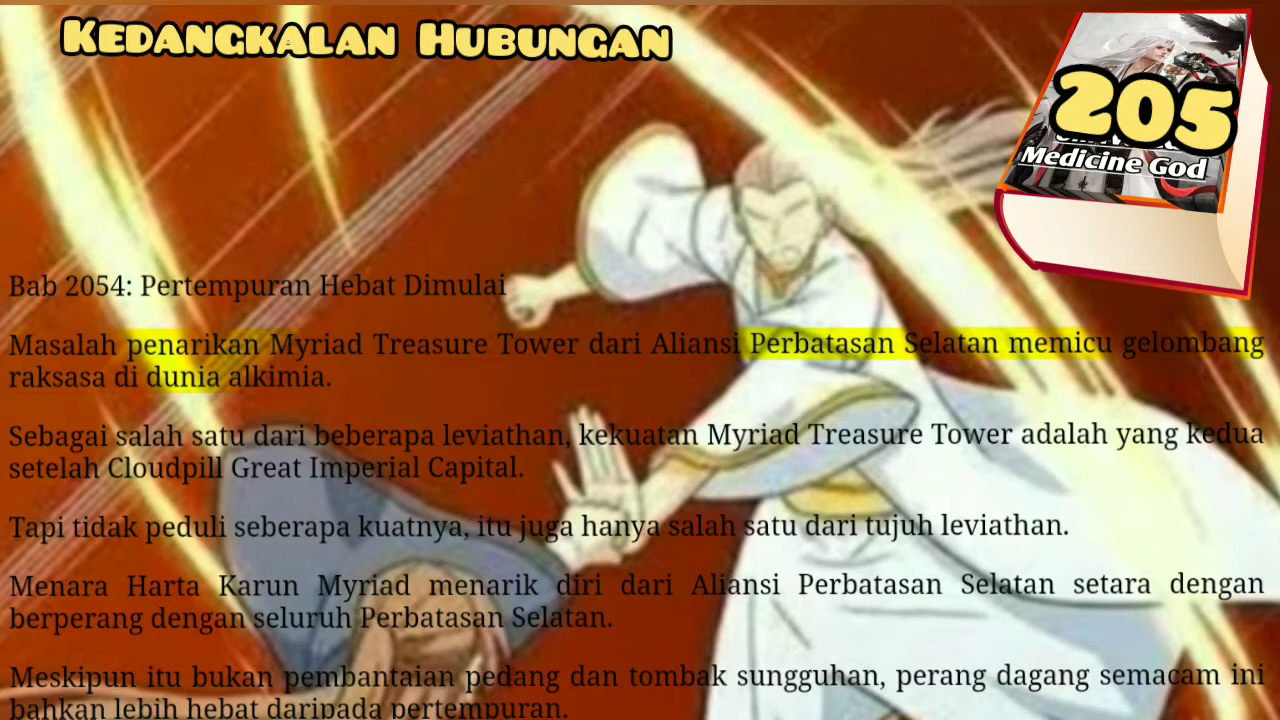 Kedangkalan Hubungan
205
Medicine God
Bab 2054: Pertempuran Hebat Dimulai
Masalah penarikan Myriad Treasure Tower dari Aliansi Perbatasan Selatan memicu gelombang
raksasa di dunia alkimia.
Sebagai salah satu dari beberapa leviathan, kekuatan Myriad Treasure Tower adalah yang kedua
setelah Cloudpill Great Imperial Capital.
Tapi tidak peduli seberapa kuatnya, itu juga hanya salah satu dari tujuh leviathan.
Menara Harta Karun Myriad menarik diri dari Aliansi Perbatasan Selatan setara dengan
berperang dengan seluruh Perbatasan Selatan.
Meskipun itu bukan pembantaian pedang dan tombak sungguhan, perang dagang semacam ini
bahkan lebih hebat daripada pertempuran.